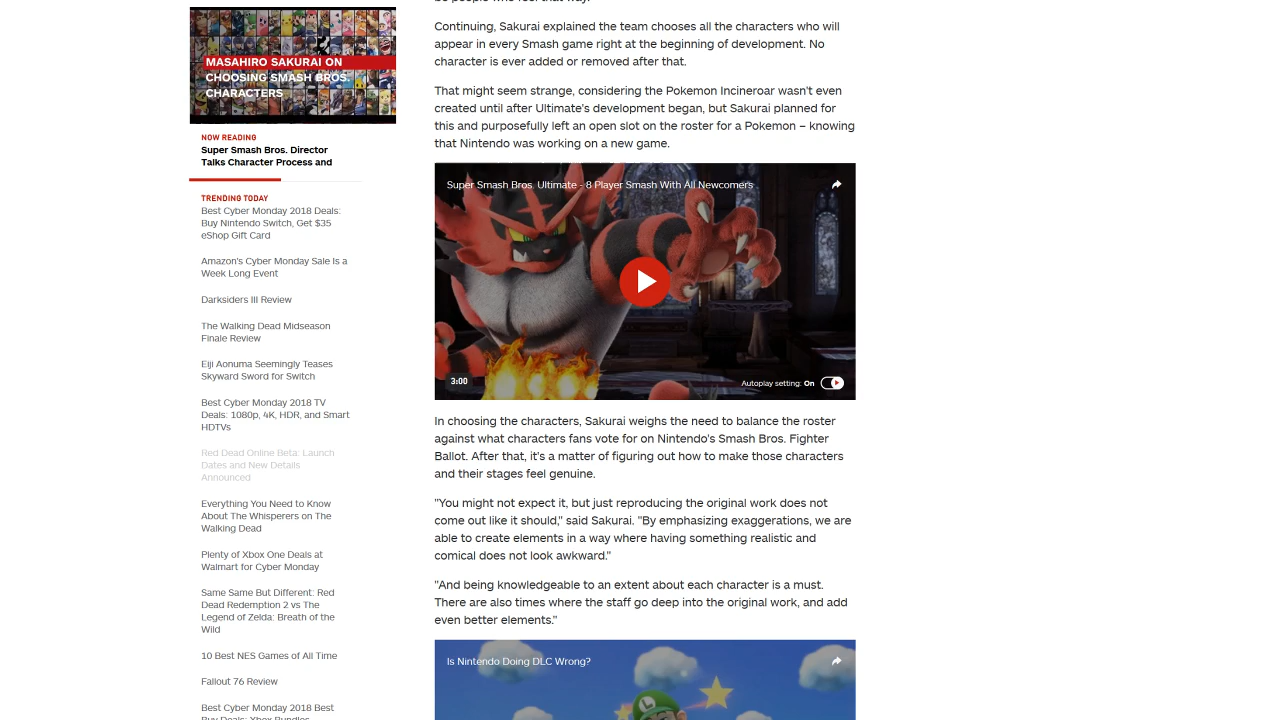 MASAHIRO SAKURAI ON
CHOOSING SMASH BROS.
CHARACTERS
NOW READING
Super Smash Bros. Director
Talks Character Process and
TRENDING TODAY
Best Cyber Monday 2018 Deals:
Buy Nintendo Switch, Get $35
eShop Gift Card
Amazon's Cyber Monday Sale Is a
Week Long Event
Darksiders III Review
The Walking Dead Midseason
Finale Review
Eiji Aonuma Seemingly Teases
Skyward Sword for Switch
Best Cyber Monday 2018 TV
Deals: 1080p, 4K, HDR, and Smart
HDTVs
Red Dead Online Beta: Launch
Dates and New Details
Announced
Everything You Need to Know
About The Whisperers on The
Walking Dead
Plenty of Xbox One Deals at
Walmart for Cyber Monday
Same Same But Different: Red
Dead Redemption 2 vs The
Legend of Zelda: Breath of the
Wild
10 Best NES Games of All Time
Fallout 76 Review
Best Cyber Monday 2018 Best
Buy Deals: Xbox Bundles,
be people who feel that way."
Continuing, Sakurai explained the team chooses all the characters who will
appear in every Smash game right at the beginning of development. No
character is ever added or removed after that.
That might seem strange, considering the Pokemon Incineroar wasn't even
created until after Ultimate's development began, but Sakurai planned for
this and purposefully left an open slot on the roster for a Pokemon – knowing
that Nintendo was working on a new game.
Super Smash Bros. Ultimate - 8 Player Smash With All Newcomers
3:00
Autoplay setting: On
In choosing the characters, Sakurai weighs the need to balance the roster
against what characters fans vote for on Nintendo's Smash Bros. Fighter
Ballot. After that, it's a matter of figuring out how to make those characters
and their stages feel genuine.
"You might not expect it, but just reproducing the original work does not
come out like it should," said Sakurai. "By emphasizing exaggerations, we are
able to create elements in a way where having something realistic and
comical does not look awkward."
"And being knowledgeable to an extent about each character is a must.
There are also times where the staff go deep into the original work, and add
even better elements."
Is Nintendo Doing DLC Wrong?
L